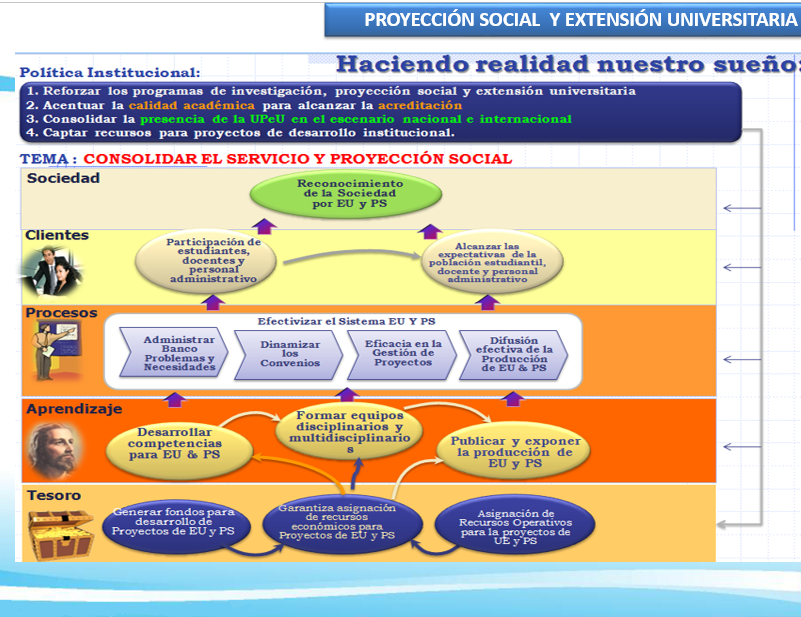 PROYECCIÓN SOCIAL Y EXTENSIÓN UNIVERSITARIA
Haciendo realidad nuestro sueño:
Política Institucional:
1. Reforzar los programas de investigación, proyección social y extensión universitaria
2. Acentuar la calidad académica para alcanzar la acreditación
3. Consolidar la presencia de la UPeU en el escenario nacional e internacional
4. Captar recursos para proyectos de desarrollo institucional.
TEMA : CONSOLIDAR EL SERVICIO Y PROYECCIÓN SOCIAL
Sociedad
Reconocimiento
de la Sociedad
por EU y PS
Clientes
Participación de
estudiantes,
docentes y
personal
administrativo
Alcanzar las
expectativas de la
población estudiantil,
docente y personal
administrativo
Procesos
Efectivizar el Sistema EU Y PS
Administrar
Banco
Problemas y
Necesidades
Dinamizar
los
Convenios
Eficacia en la
Gestión de
Proyectos
Difusión
efectiva de la
Producción
de EU & PS
Aprendizaje
Desarrollar
competencias
para EU & PS
Formar equipos
disciplinarios y
multidisciplinario
s
Publicar y exponer
la producción de
EU y PS
Tesoro
Generar fondos para
desarrollo de
Proyectos de EU y PS
Garantiza asignación
de recursos
económicos para
Proyectos de EU y PS
Asignación de
Recursos Operativos
para la proyectos de
UE y PS